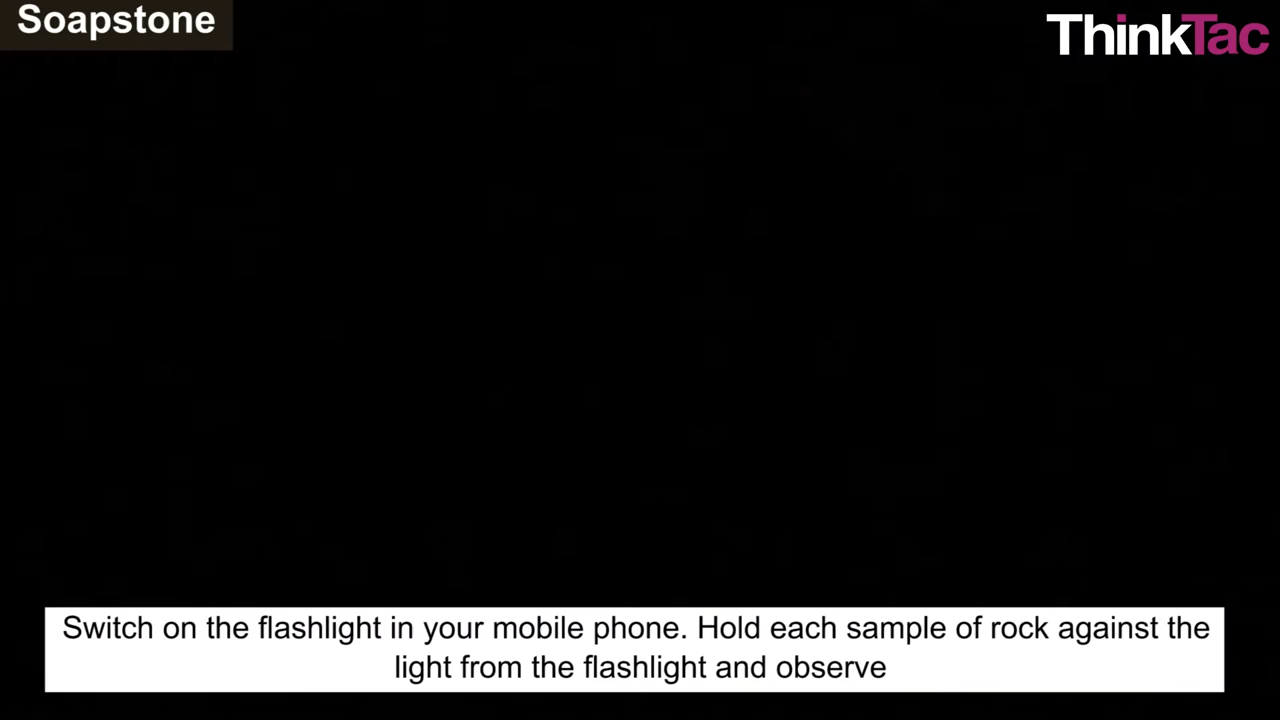 Soapstone
ThinkTac
Switch on the flashlight in your mobile phone. Hold each sample of rock against the
light from the flashlight and observe